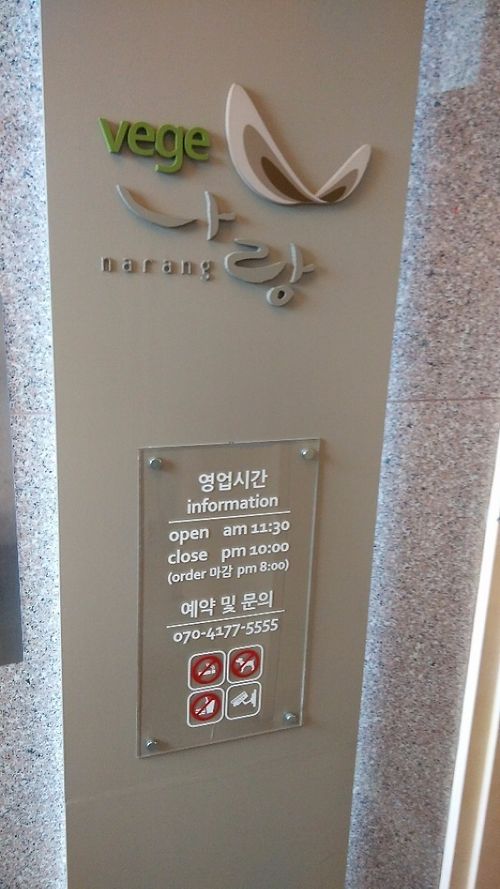 vege
나랑
narang
영업시간
information
open am 11:30
close pm 10:00
(order 마감 pm 8:00)
예약 및 문의
070-4177-5555